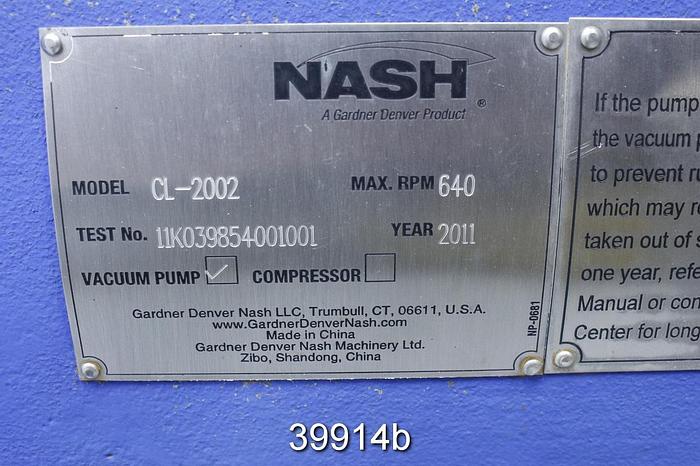 NASH
A Gardner Denver Product ®
MODEL CL-2002 MAX. RPM 640
TEST No. 11K039854001001 YEAR 2011
VACUUM PUMP ✓ COMPRESSOR
Gardner Denver Nash LLC, Trumbull, CT, 06611, U.S.A.
www.GardnerDenverNash.com
Made in China
Gardner Denver Nash Machinery Ltd.
Zibo, Shandong, China
NP-0681
If the pump
the vacuum
to prevent
which may
taken out of
one year,
Manual or
Center for
39914b